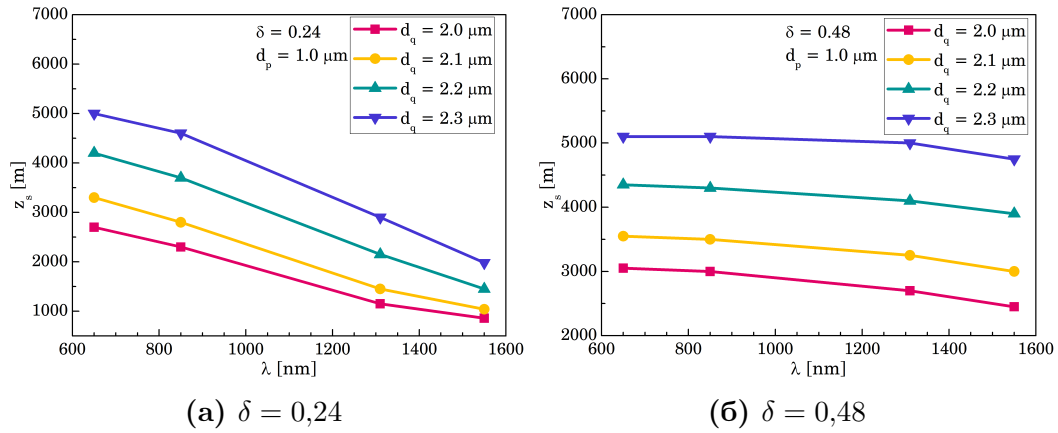 7000
6000
5000
4000
3000
2000
1000
z_s [m]
600 800 1000 1200 1400 1600
λ [nm]
δ = 0.24
d_p = 1.0 μm
d_q = 2.0 μm
d_q = 2.1 μm
d_q = 2.2 μm
d_q = 2.3 μm
(а) δ = 0,24
7000
6000
5000
4000
3000
2000
z_s [m]
600 800 1000 1200 1400 1600
λ [nm]
δ = 0.48
d_p = 1.0 μm
d_q = 2.0 μm
d_q = 2.1 μm
d_q = 2.2 μm
d_q = 2.3 μm
(б) δ = 0,48